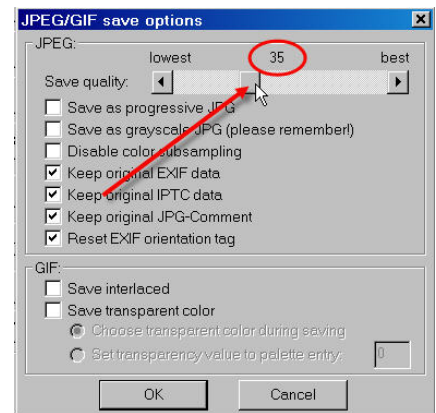 JPEG/GIF save options
JPEG:
lowest 35 best
Save quality:
Save as progressive JPG
Save as grayscale JPG (please remember!)
Disable color subsampling
Keep original EXIF data
Keep original IPTC data
Keep original JPG-Comment
Reset EXIF orientation tag
GIF:
Save interlaced
Save transparent color
Choose transparent color during saving
Set transparency value to palette entry: 0
OK Cancel